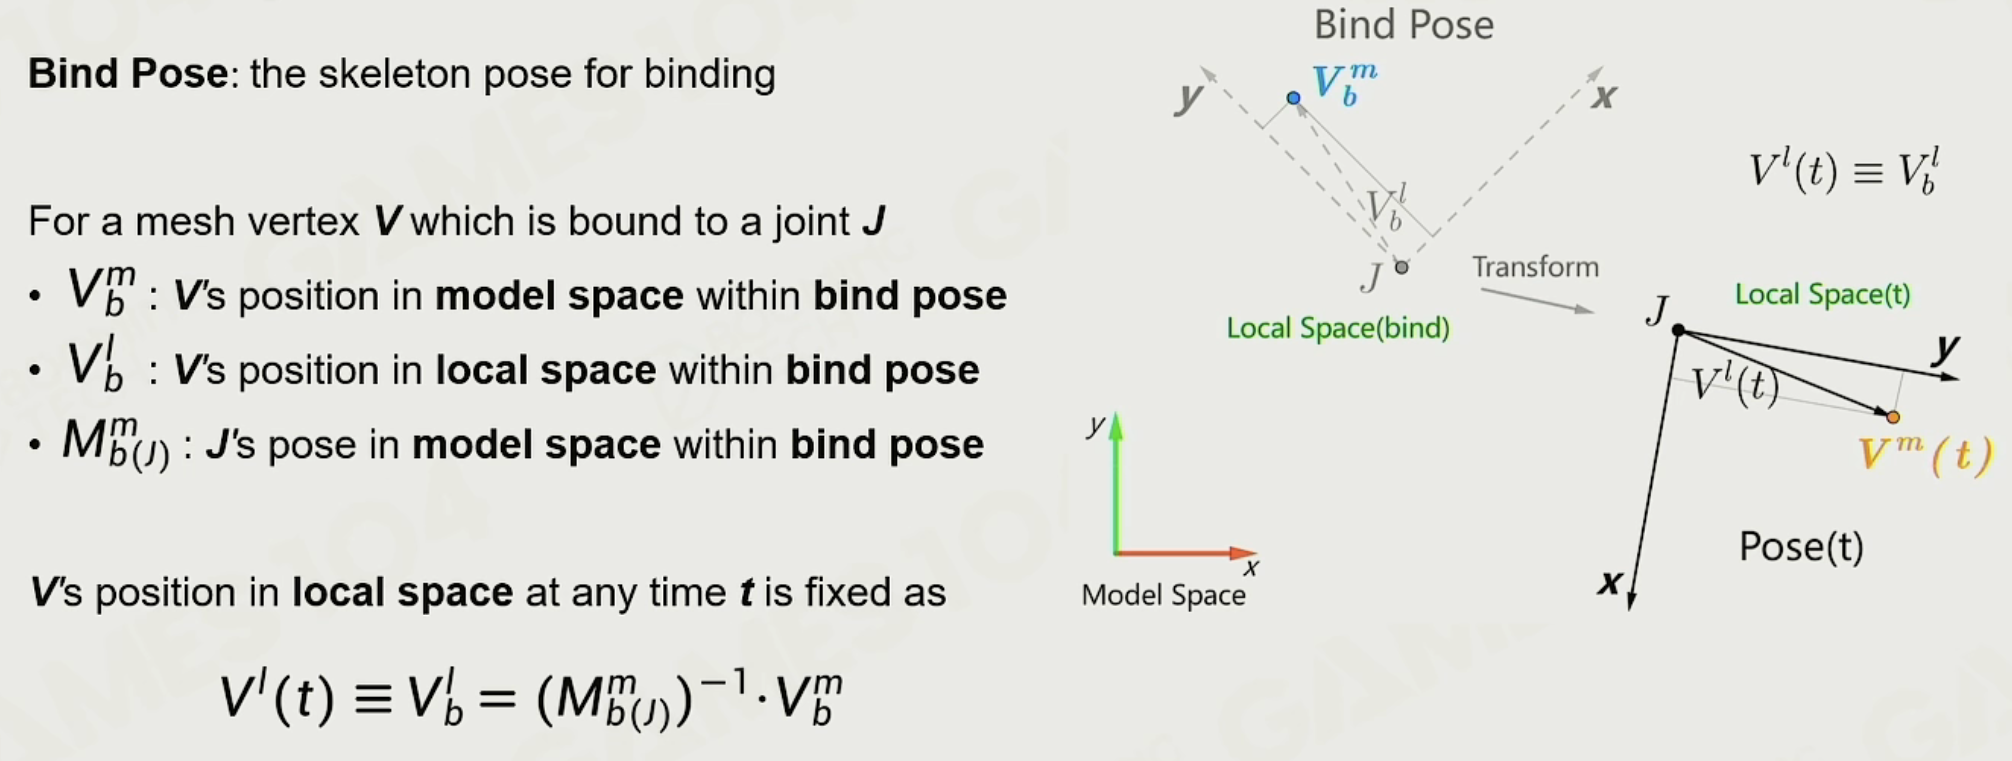 Bind Pose: the skeleton pose for binding
For a mesh vertex V which is bound to a joint J
• V_b^m : V's position in model space within bind pose
• V_b^l : V's position in local space within bind pose
• M_{b(J)}^m : J's pose in model space within bind pose
V's position in local space at any time t is fixed as
V^l(t) ≡ V_b^l = (M_{b(J)}^m)^{-1} · V_b^m
Bind Pose
y
V_b^m
x
V_b^l
J
Local Space(bind)
Transform
V^l(t) ≡ V_b^l
Local Space(t)
J
y
V^l(t)
V^m(t)
x
Pose(t)
y
x
Model Space